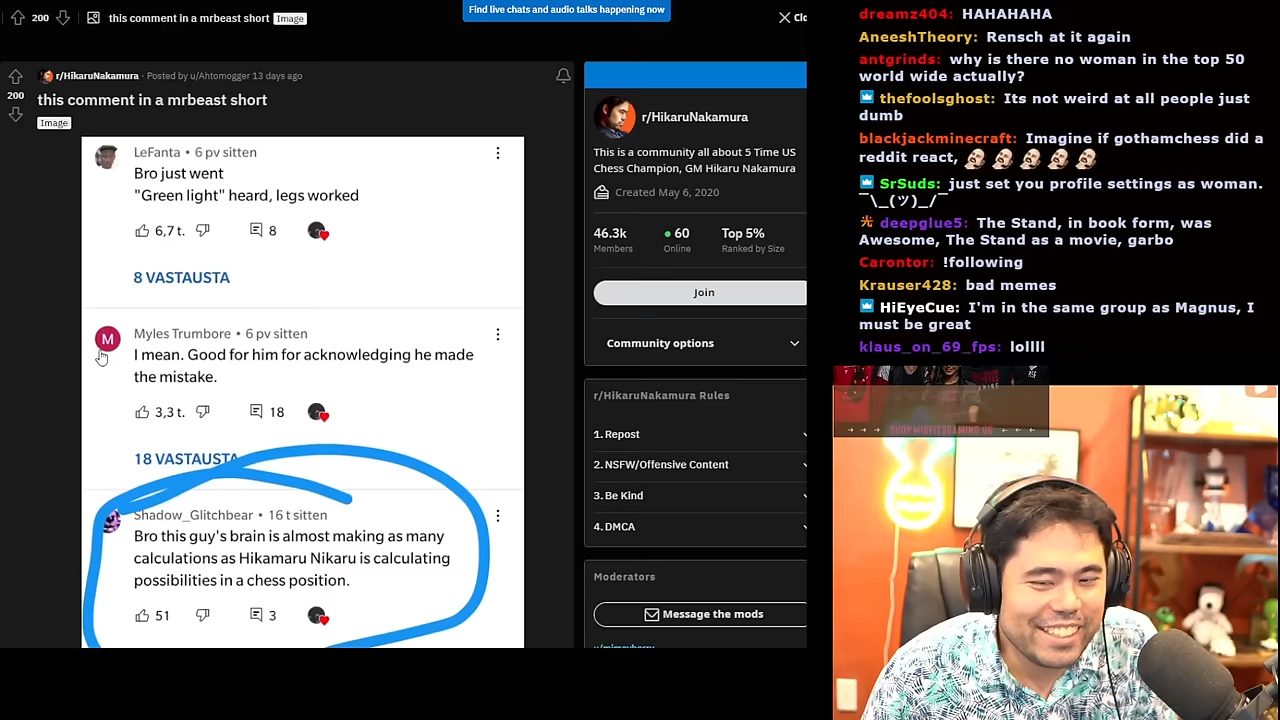 200
this comment in a mrbeast short
Image
Find live chats and audio talks happening now
Clo
200
r/HikaruNakamura · Posted by u/Ahtomogger 13 days ago
this comment in a mrbeast short
Image
LeFanta • 6 pv sitten
Bro just went
"Green light" heard, legs worked
6,7 t.
8
8 VASTAUSTA
M
Myles Trumbore • 6 pv sitten
I mean. Good for him for acknowledging he made
the mistake.
3,3 t.
18
18 VASTAUSTA
Shadow_Glitchbear • 16 t sitten
Bro this guy's brain is almost making as many
calculations as Hikamaru Nikaru is calculating
possibilities in a chess position.
51
3
r/HikaruNakamura
This is a community all about 5 Time US
Chess Champion, GM Hikaru Nakamura
Created May 6, 2020
46.3k
60
Top 5%
Members
Online
Ranked by Size
Join
Community options
r/HikaruNakamura Rules
1. Repost
2. NSFW/Offensive Content
3. Be Kind
4. DMCA
Moderators
Message the mods
dreamz404: HAHAHAHA
AneeshTheory: Rensch at it again
antgrinds: why is there no woman in the top 50
world wide actually?
thefoolsghost: Its not weird at all people just
dumb
blackjackminecraft: Imagine if gothamchess did a
reddit react,
SrSuds: just set you profile settings as woman.
¯\_(ツ)_/¯
光 deepglue5: The Stand, in book form, was
Awesome, The Stand as a movie, garbo
Carontor: !following
Krauser428: bad memes
HiEyeCue: I'm in the same group as Magnus, I
must be great
klaus_on_69_fps: lollll
SHOP.MISFITSGAMING.GG